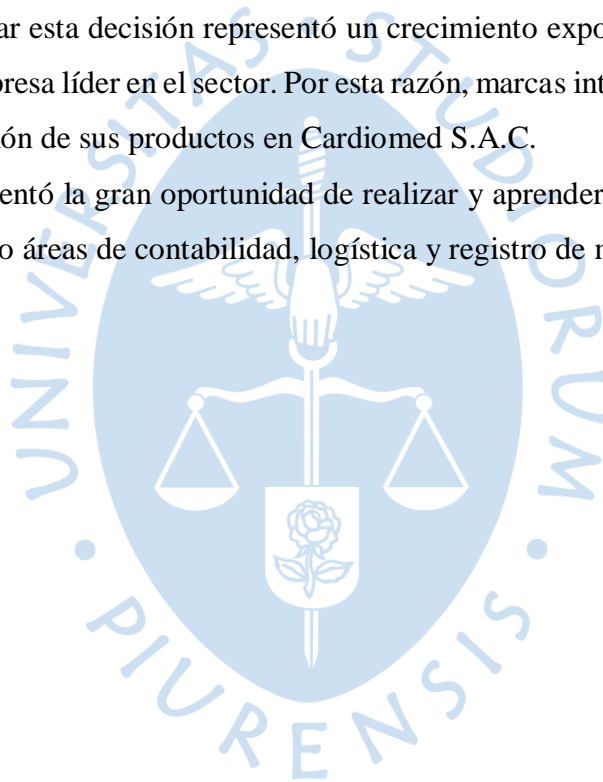 ar esta decisión representó un crecimiento expo
presa líder en el sector. Por esta razón, marcas int
ión de sus productos en Cardiomed S.A.C.
entó la gran oportunidad de realizar y aprender
o áreas de contabilidad, logística y registro de
UNIVERSITAS • STUDIORUM • PIURENSIS •